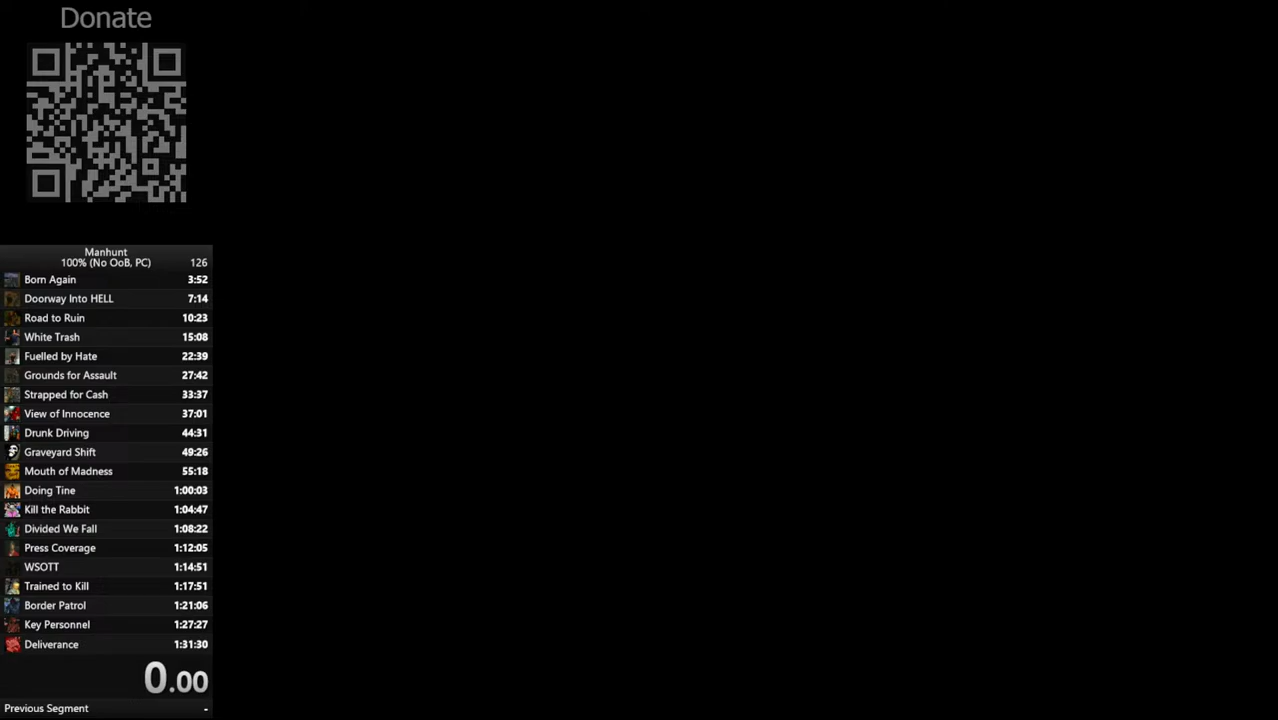 Donate
Manhunt
100% (No OoB, PC) 126
Born Again 3:52
Doorway Into HELL 7:14
Road to Ruin 10:23
White Trash 15:08
Fuelled by Hate 22:39
Grounds for Assault 27:42
Strapped for Cash 33:37
View of Innocence 37:01
Drunk Driving 44:31
Graveyard Shift 49:26
Mouth of Madness 55:18
Doing Tine 1:00:03
Kill the Rabbit 1:04:47
Divided We Fall 1:08:22
Press Coverage 1:12:05
WSOTT 1:14:51
Trained to Kill 1:17:51
Border Patrol 1:21:06
Key Personnel 1:27:27
Deliverance 1:31:30
0.00
Previous Segment -